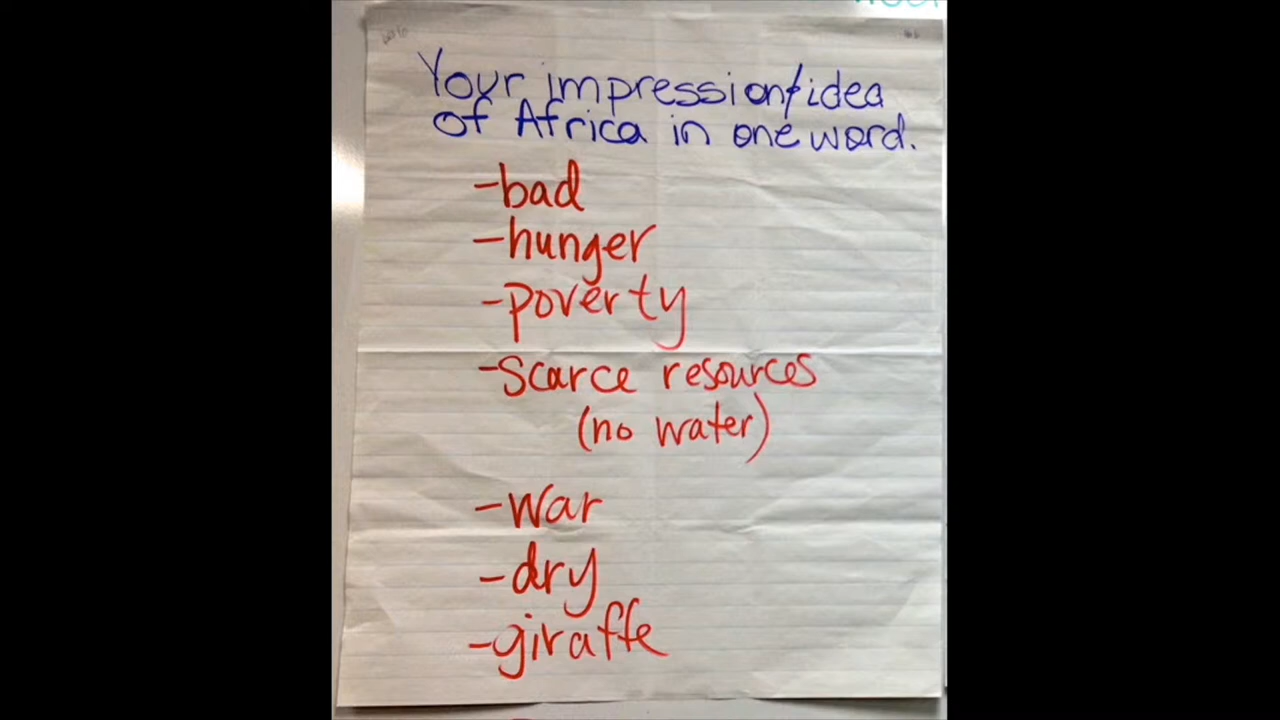 Your impression/idea
of Africa in one word.
-bad
-hunger
-poverty
-Scarce resources
(no water)
-war
-dry
-giraffe